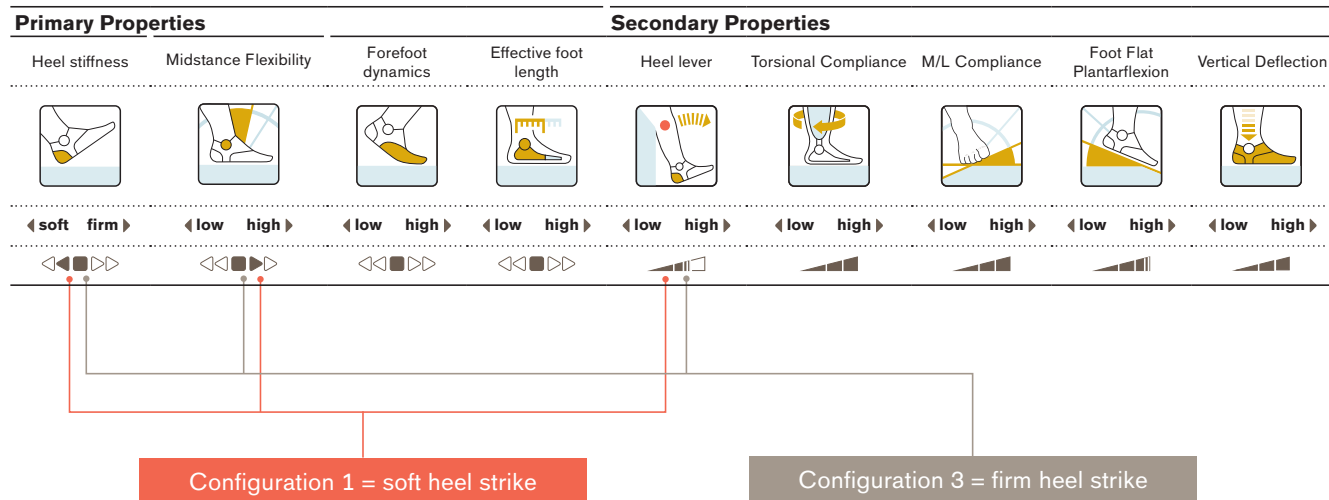 Primary Properties
Secondary Properties
Heel stiffness
Midstance Flexibility
Forefoot
dynamics
Effective foot
length
Heel lever
Torsional Compliance
M/L Compliance
Foot Flat
Plantarflexion
Vertical Deflection
soft firm
low high
low high
low high
low high
low high
low high
low high
low high
Configuration 1 = soft heel strike
Configuration 3 = firm heel strike